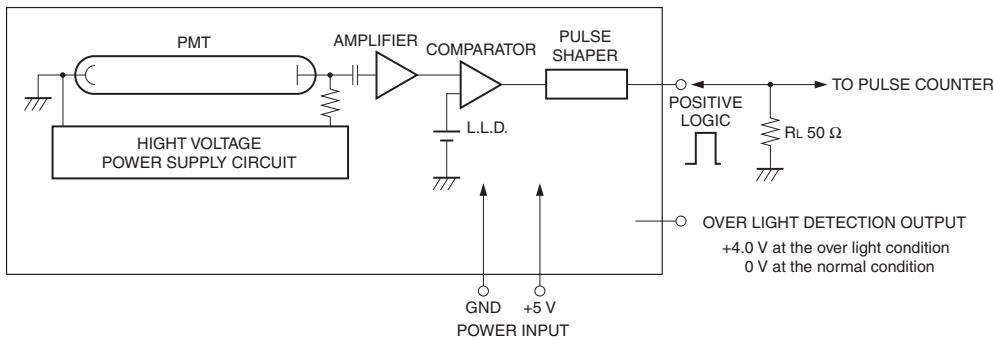 PMT
AMPLIFIER
COMPARATOR
PULSE
SHAPER
L.L.D.
HIGHT VOLTAGE
POWER SUPPLY CIRCUIT
TO PULSE COUNTER
POSITIVE
LOGIC
RL 50 Ω
OVER LIGHT DETECTION OUTPUT
+4.0 V at the over light condition
0 V at the normal condition
GND
+5 V
POWER INPUT